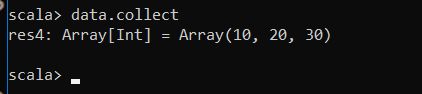 scala> data.collect
res4: Array[Int] = Array(10, 20, 30)
scala>